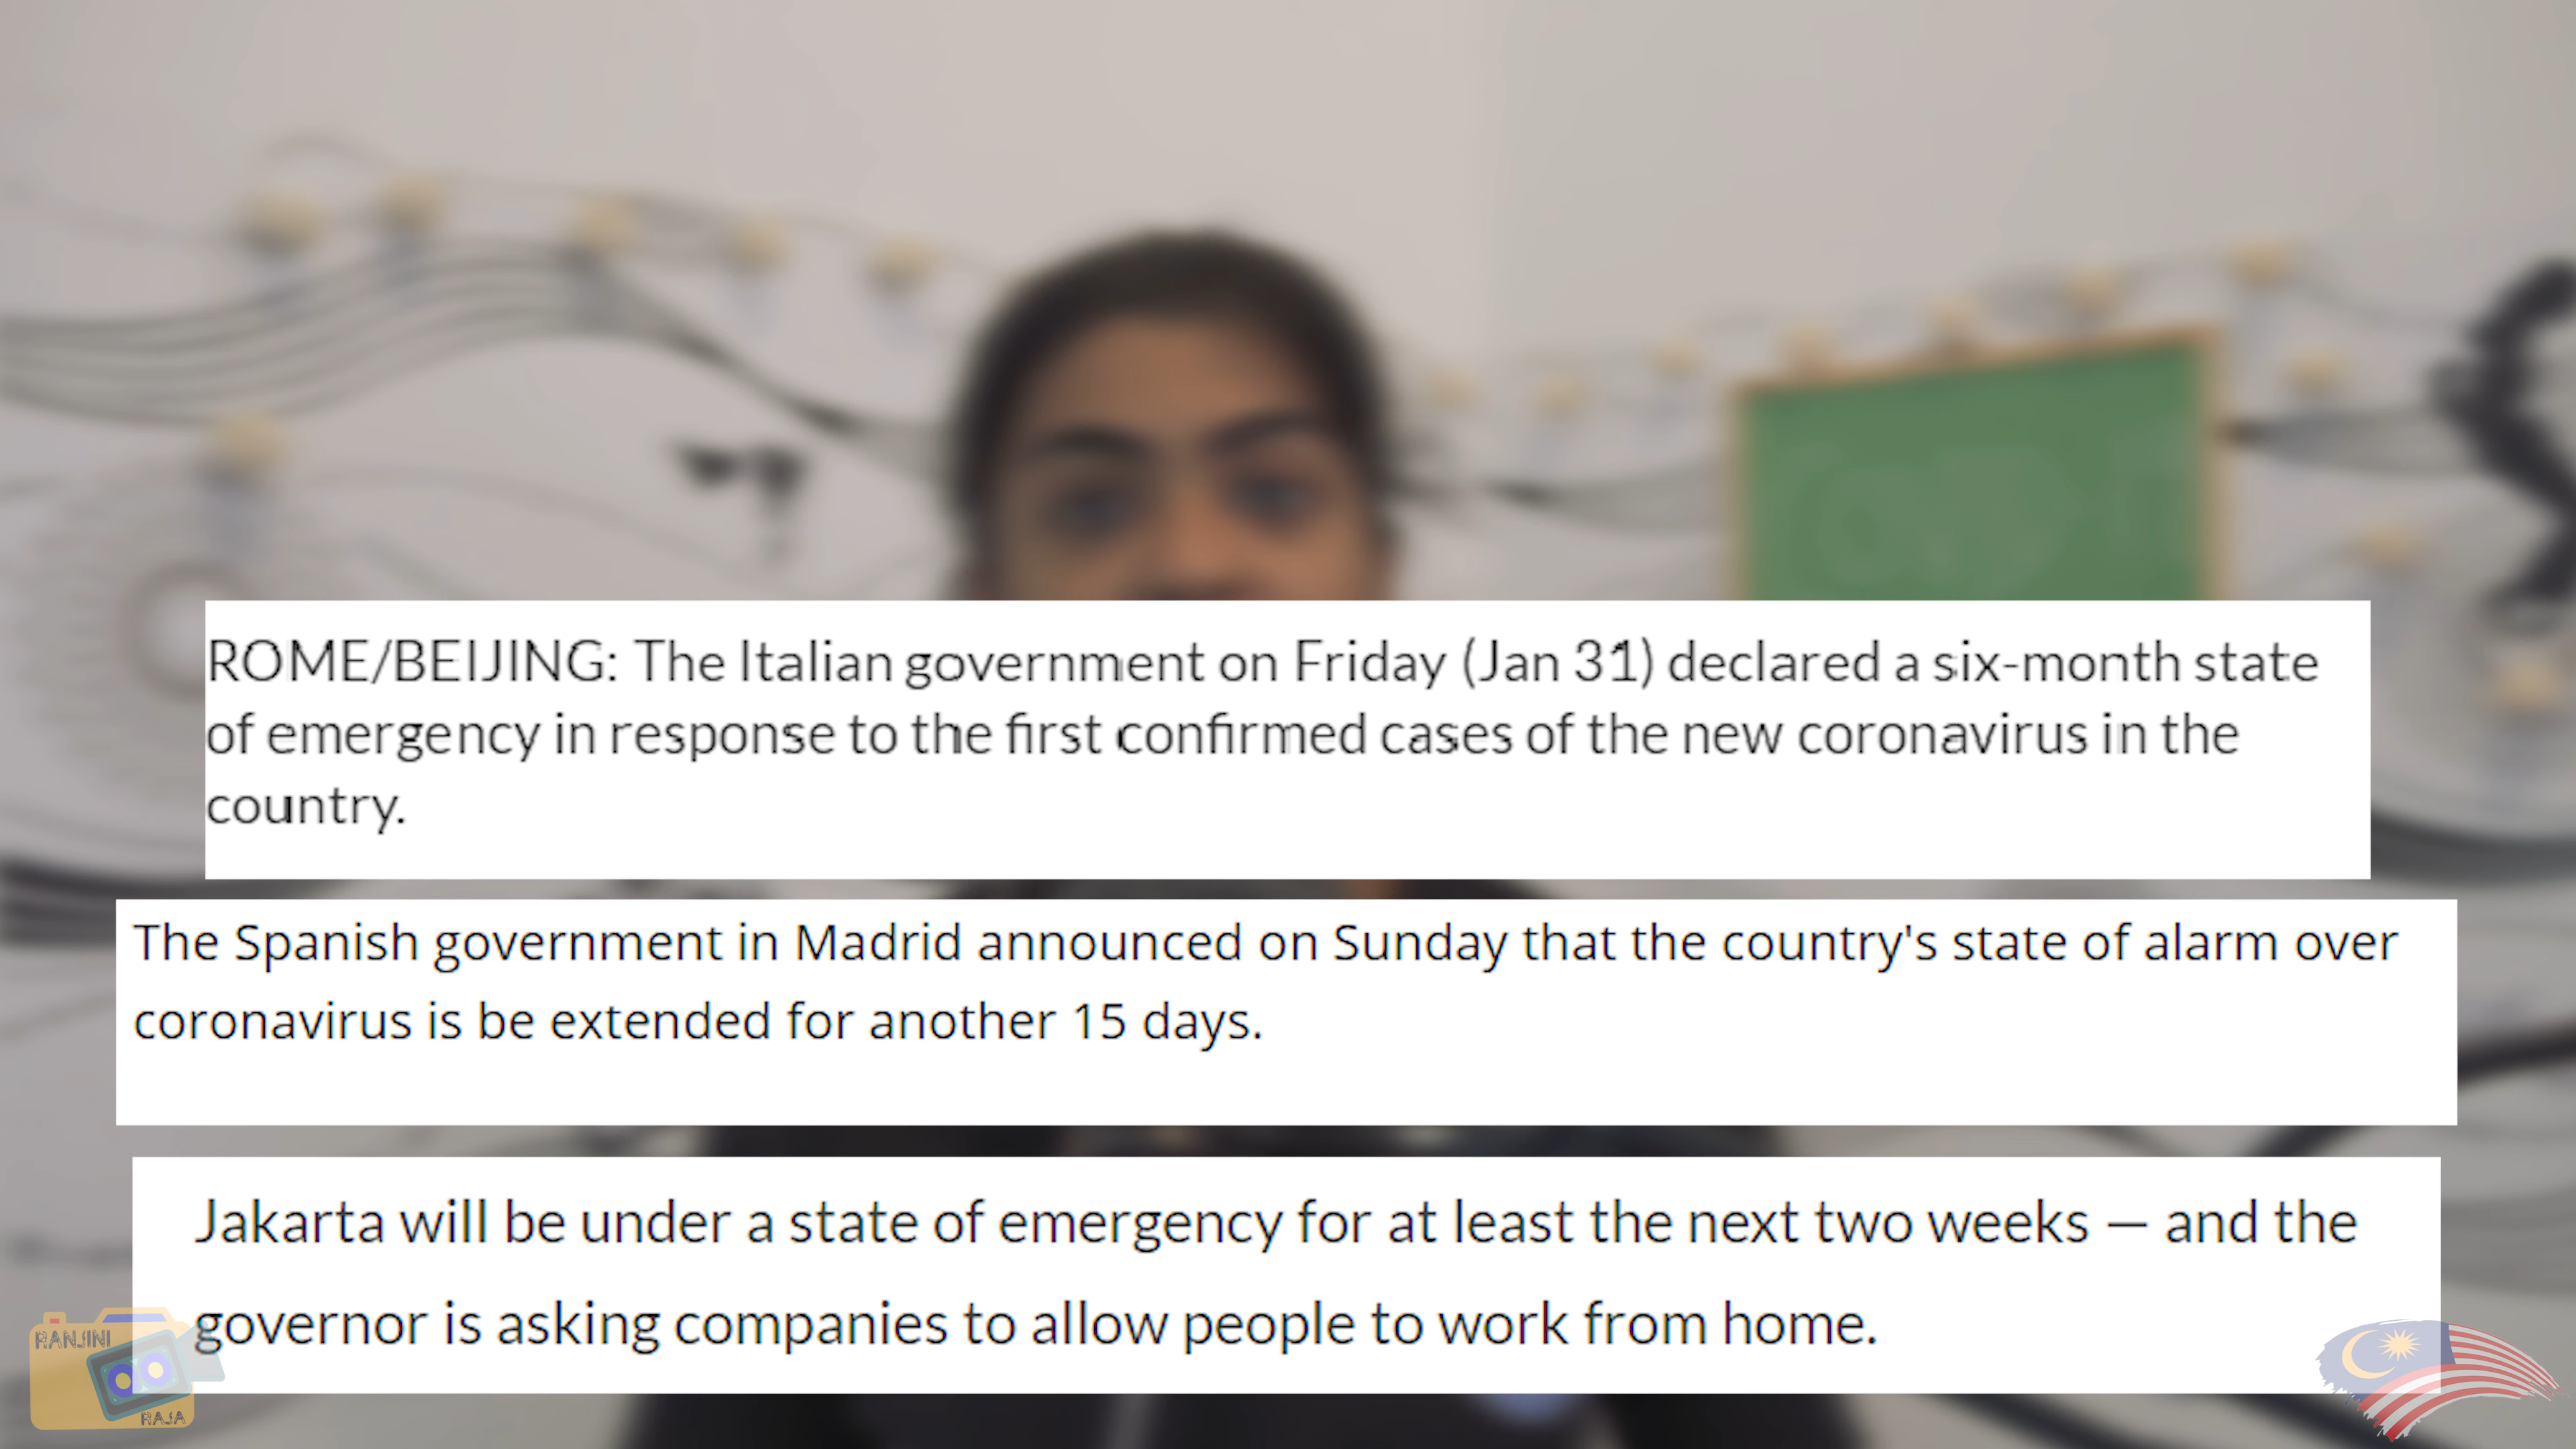 ROME/BEIJING: The Italian government on Friday (Jan 31) declared a six-month state
of emergency in response to the first confirmed cases of the new coronavirus in the
country.
The Spanish government in Madrid announced on Sunday that the country's state of alarm over
coronavirus is be extended for another 15 days.
Jakarta will be under a state of emergency for at least the next two weeks — and the
governor is asking companies to allow people to work from home.
RANJINI
RAJA